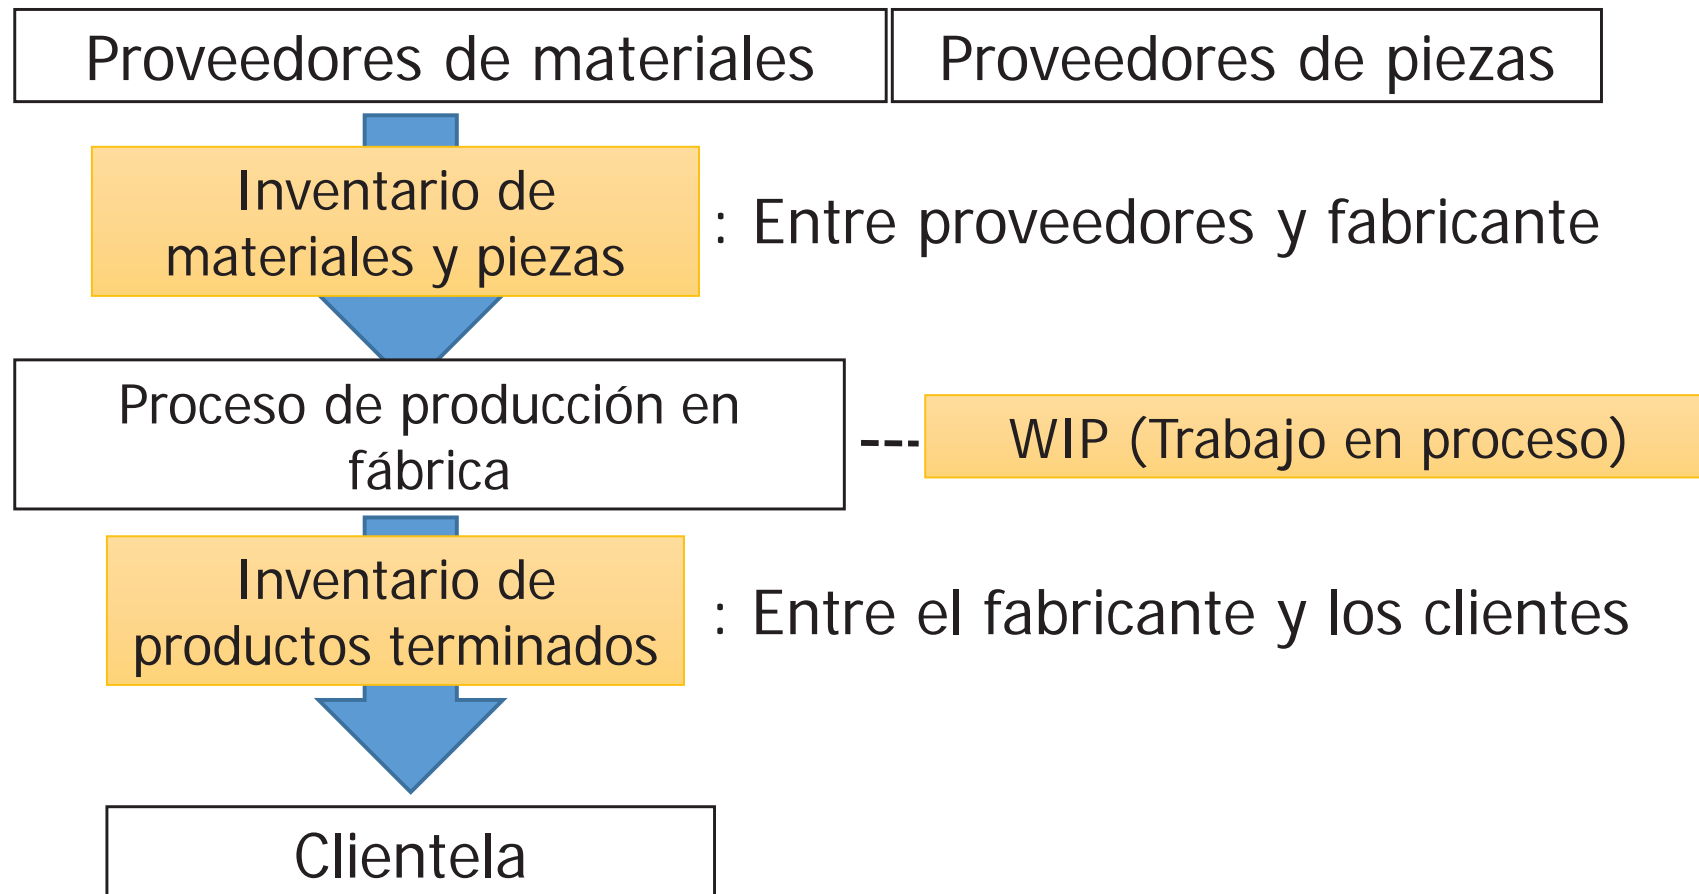 Proveedores de materiales
Proveedores de piezas
Inventario de
materiales y piezas
: Entre proveedores y fabricante
Proceso de producción en
fábrica
---
WIP (Trabajo en proceso)
Inventario de
productos terminados
: Entre el fabricante y los clientes
Clientela